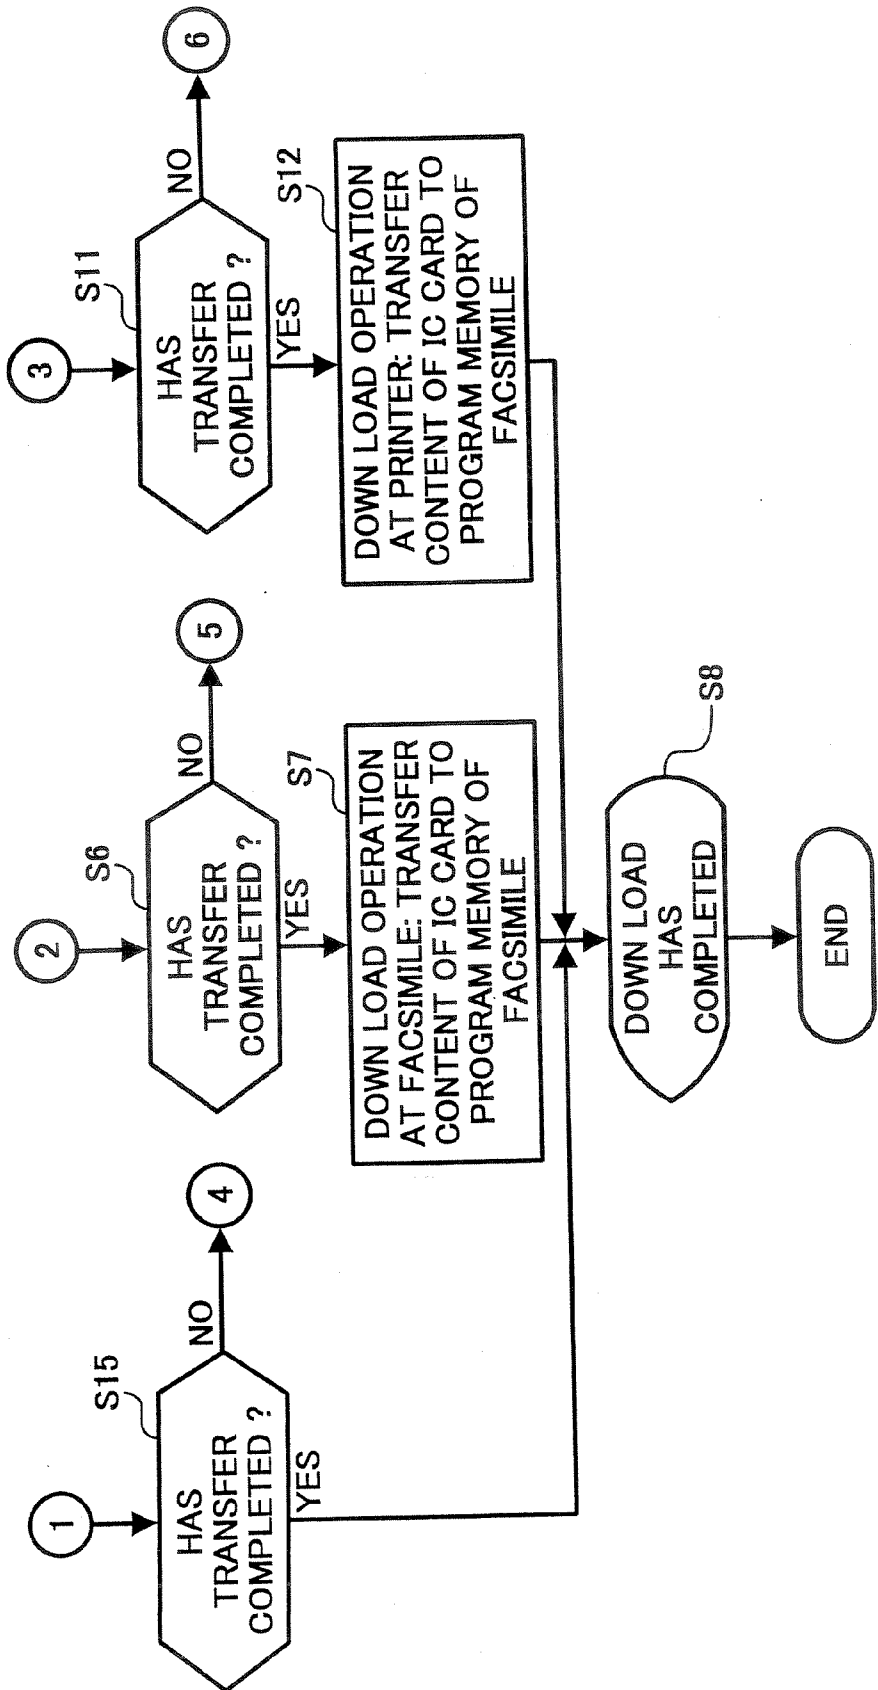 1
S15
HAS
TRANSFER
COMPLETED ?
NO
4
YES
2
S6
HAS
TRANSFER
COMPLETED ?
NO
5
YES
S7
DOWN LOAD OPERATION
AT FACSIMILE: TRANSFER
CONTENT OF IC CARD TO
PROGRAM MEMORY OF
FACSIMILE
3
S11
HAS
TRANSFER
COMPLETED ?
NO
6
YES
S12
DOWN LOAD OPERATION
AT PRINTER: TRANSFER
CONTENT OF IC CARD TO
PROGRAM MEMORY OF
FACSIMILE
S8
DOWN LOAD
HAS
COMPLETED
END